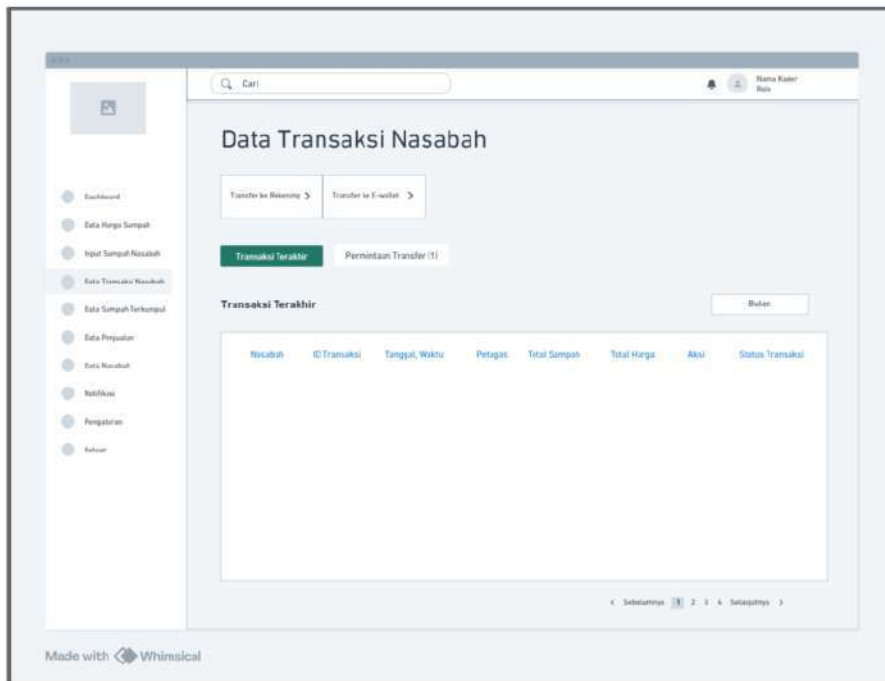 Cari
Nama Kader
Role
Data Transaksi Nasabah
Transfer ke Rekening
Transfer ke E-wallet
Dashboard
Data Harga Sampah
Input Sampah Nasabah
Data Transaksi Nasabah
Data Sampah Terkumpul
Data Penjualan
Data Nasabah
Notifikasi
Pengaturan
Keluar
Transaksi Terakhir
Permintaan Transfer (1)
Transaksi Terakhir
Bulan
Nasabah ID Transaksi Tanggal, Waktu Petugas Total Sampah Total Harga Aksi Status Transaksi
< Sebelumnya 1 2 3 4 Selanjutnya >
Made with Whimsical